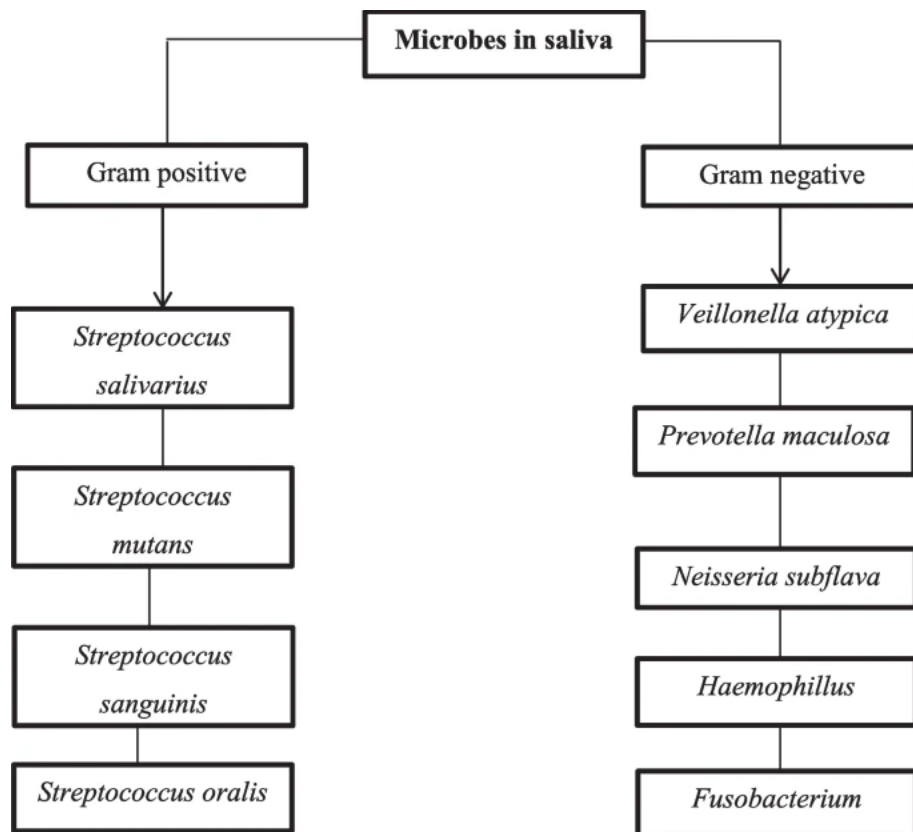 Microbes in saliva
Gram positive
Gram negative
Streptococcus
salivarius
Streptococcus
mutans
Streptococcus
sanguinis
Streptococcus oralis
Veillonella atypica
Prevotella maculosa
Neisseria subflava
Haemophillus
Fusobacterium